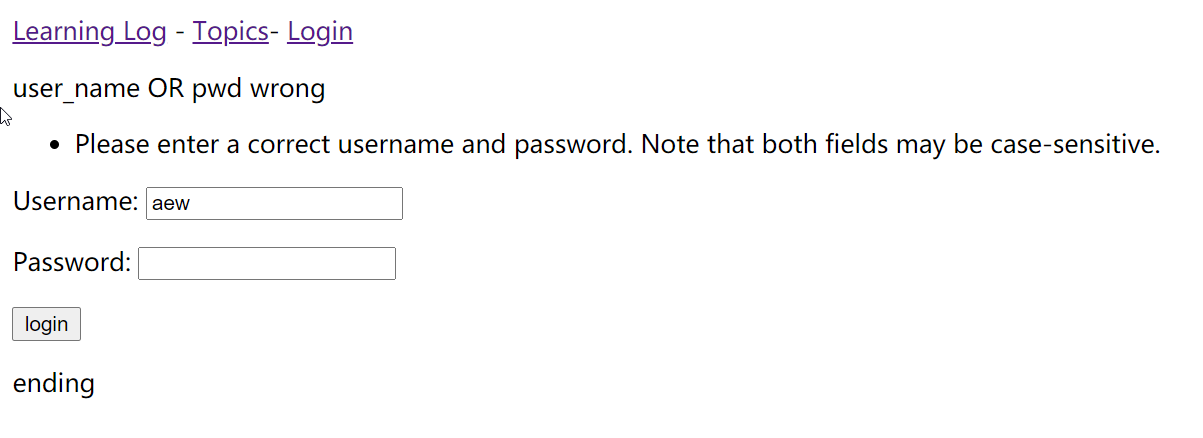 Learning Log - Topics- Login
user_name OR pwd wrong
• Please enter a correct username and password. Note that both fields may be case-sensitive.
Username: aew
Password:
login
ending